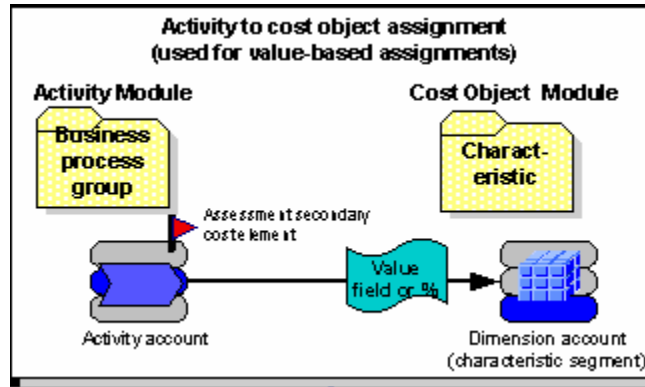 Activity to cost object assignment
(used for value-based assignments)
Activity Module
Cost Object Module
Business
process
group
Charact-
eristic
Assessment secondary
cost element
Value
field or %
Activity account
Dimension account
(characteristic segment)